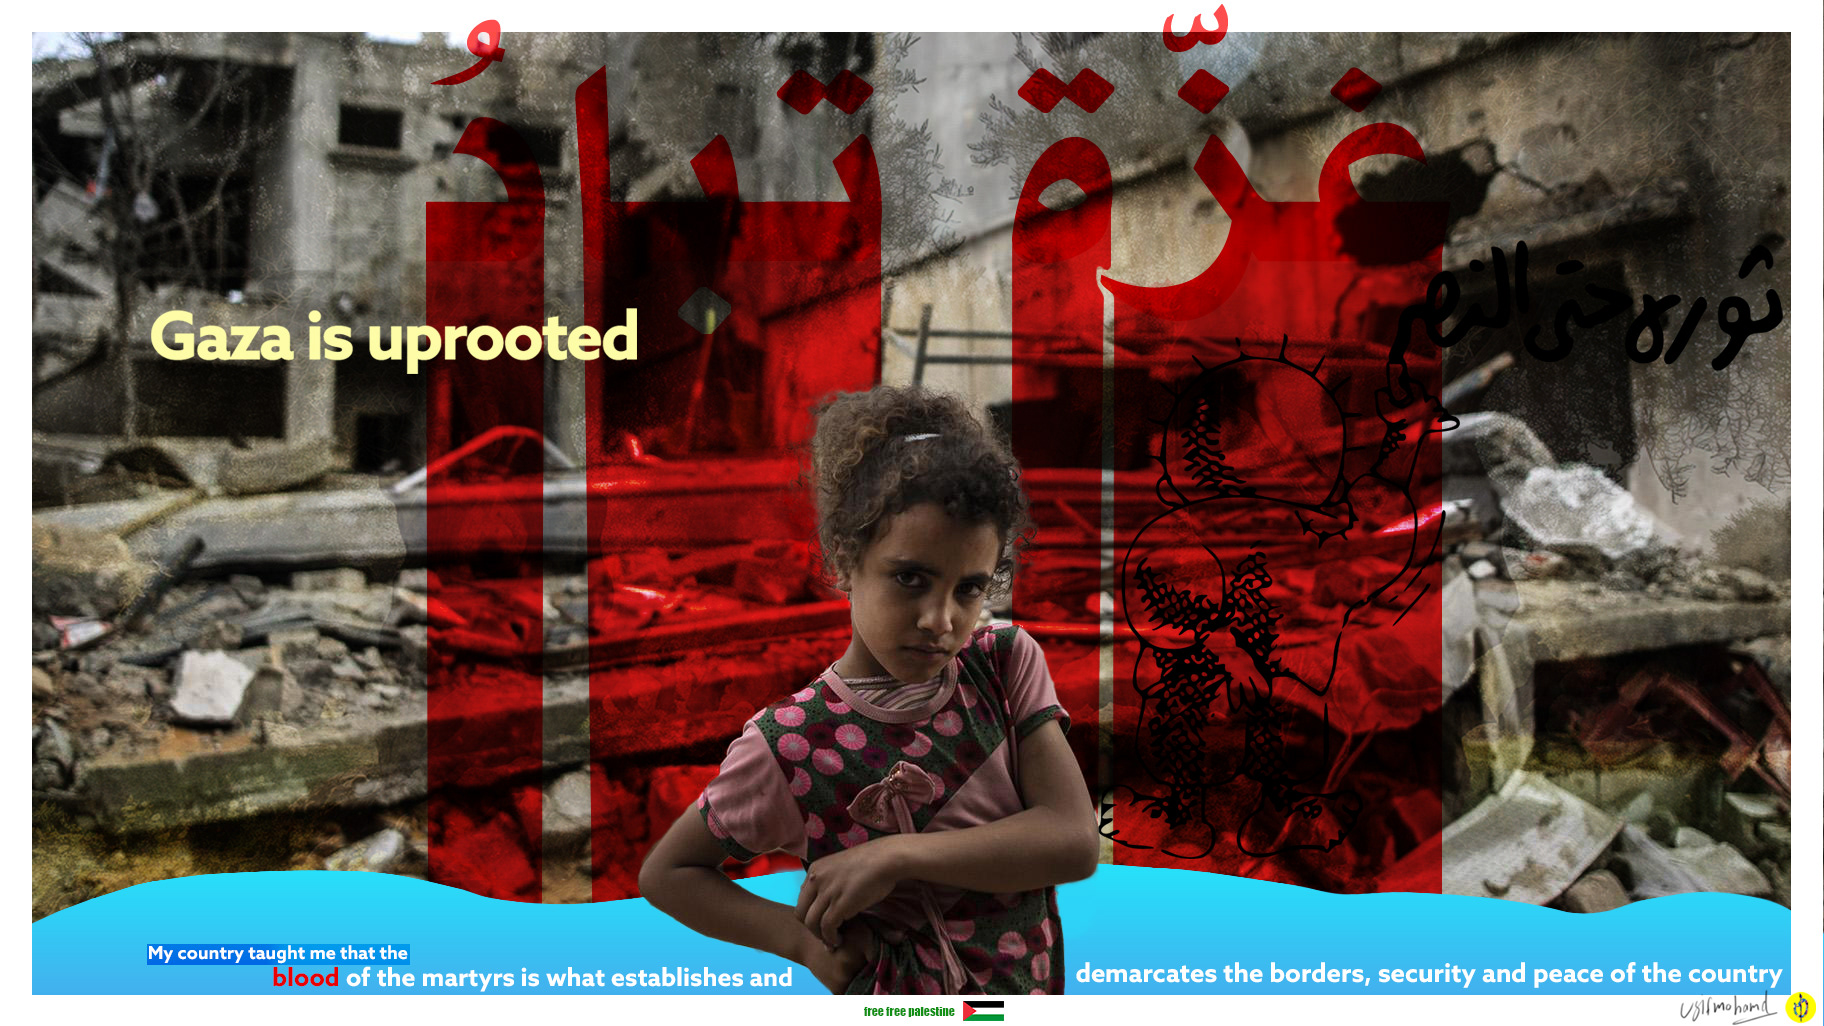 غزّة تبادُ
ثورة حتى النصر
Gaza is uprooted
My country taught me that the
blood of the martyrs is what establishes and
demarcates the borders, security and peace of the country
free free palestine